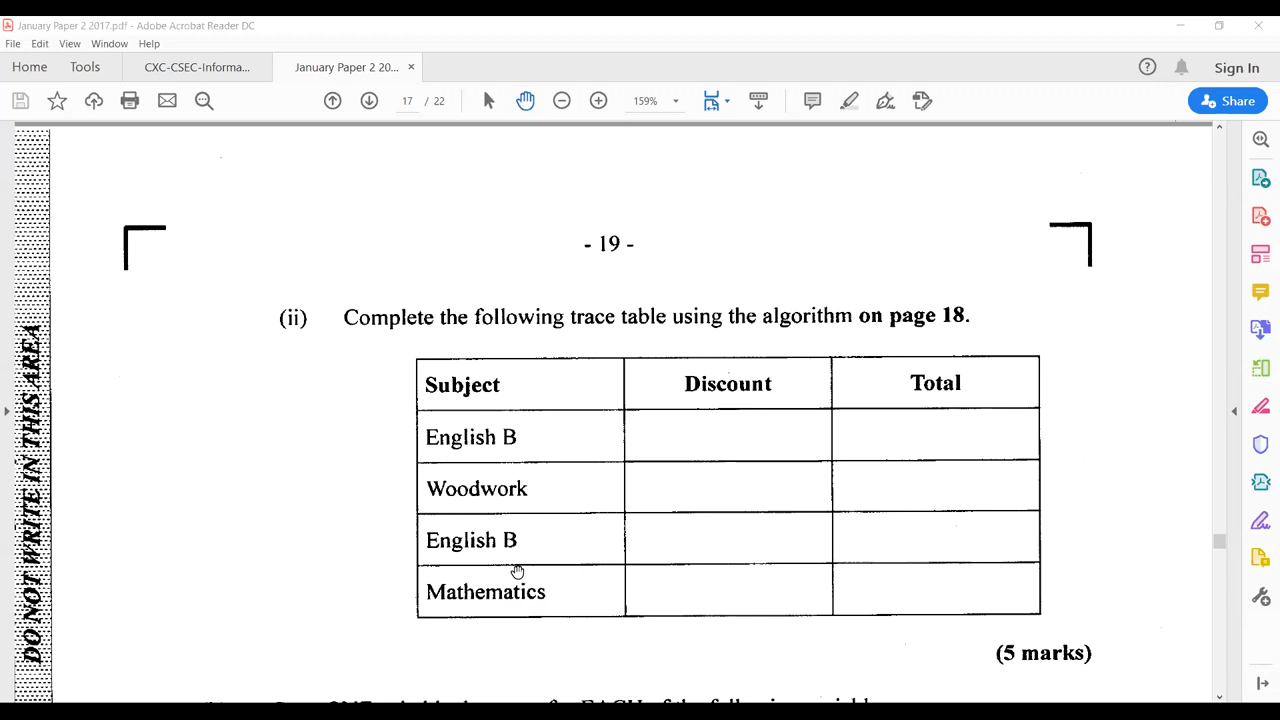 January Paper 2 2017.pdf - Adobe Acrobat Reader DC
File Edit View Window Help
Home Tools CXC-CSEC-Informa... January Paper 2 20... × Sign In
17 / 22 159% Share
- 19 -
(ii) Complete the following trace table using the algorithm on page 18.
Subject Discount Total
English B
Woodwork
English B
Mathematics
(5 marks)
DO NOT WRITE IN THIS AREA